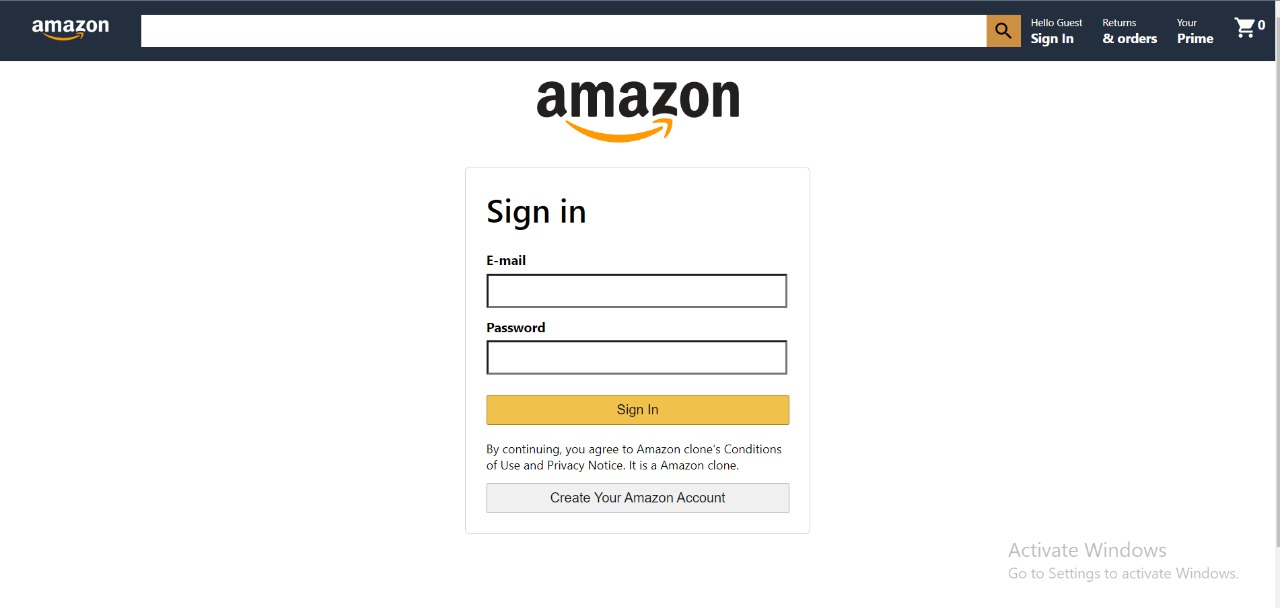 amazon
Hello Guest
Sign In
Returns
& orders
Your
Prime
0
amazon
Sign in
E-mail
Password
Sign In
By continuing, you agree to Amazon clone's Conditions
of Use and Privacy Notice. It is a Amazon clone.
Create Your Amazon Account
Activate Windows
Go to Settings to activate Windows.